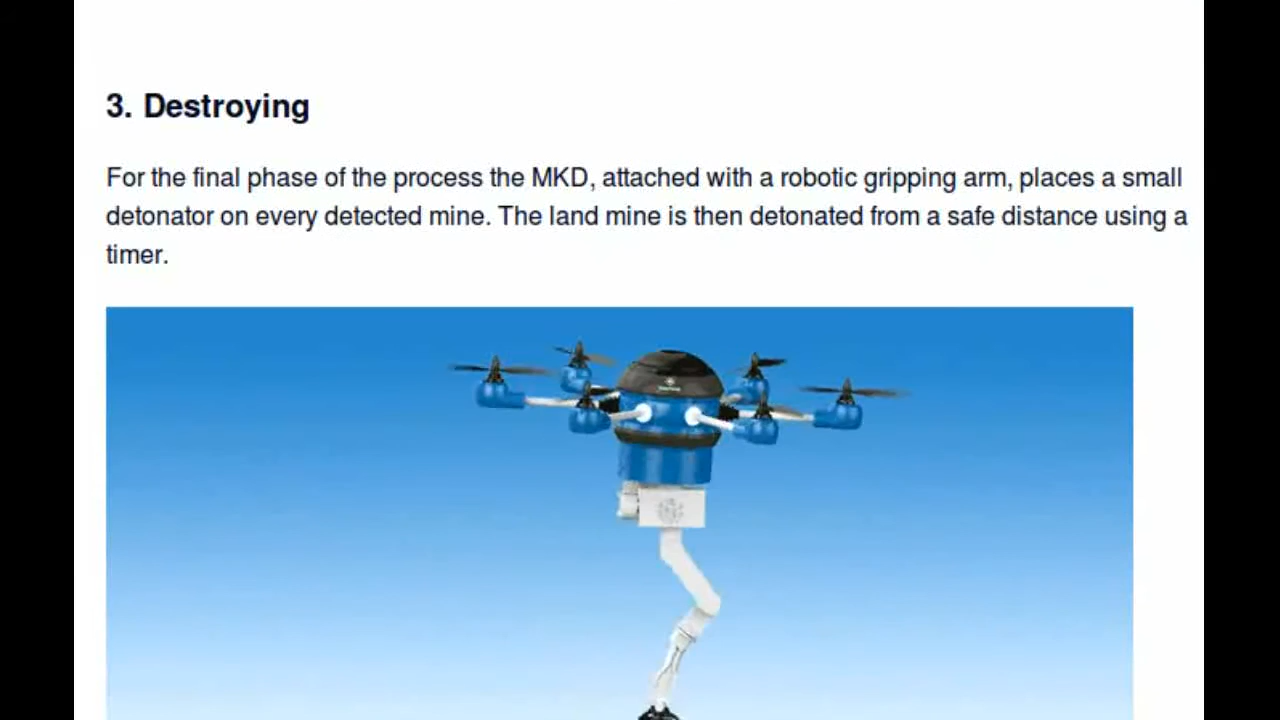 3. Destroying
For the final phase of the process the MKD, attached with a robotic gripping arm, places a small
detonator on every detected mine. The land mine is then detonated from a safe distance using a
timer.